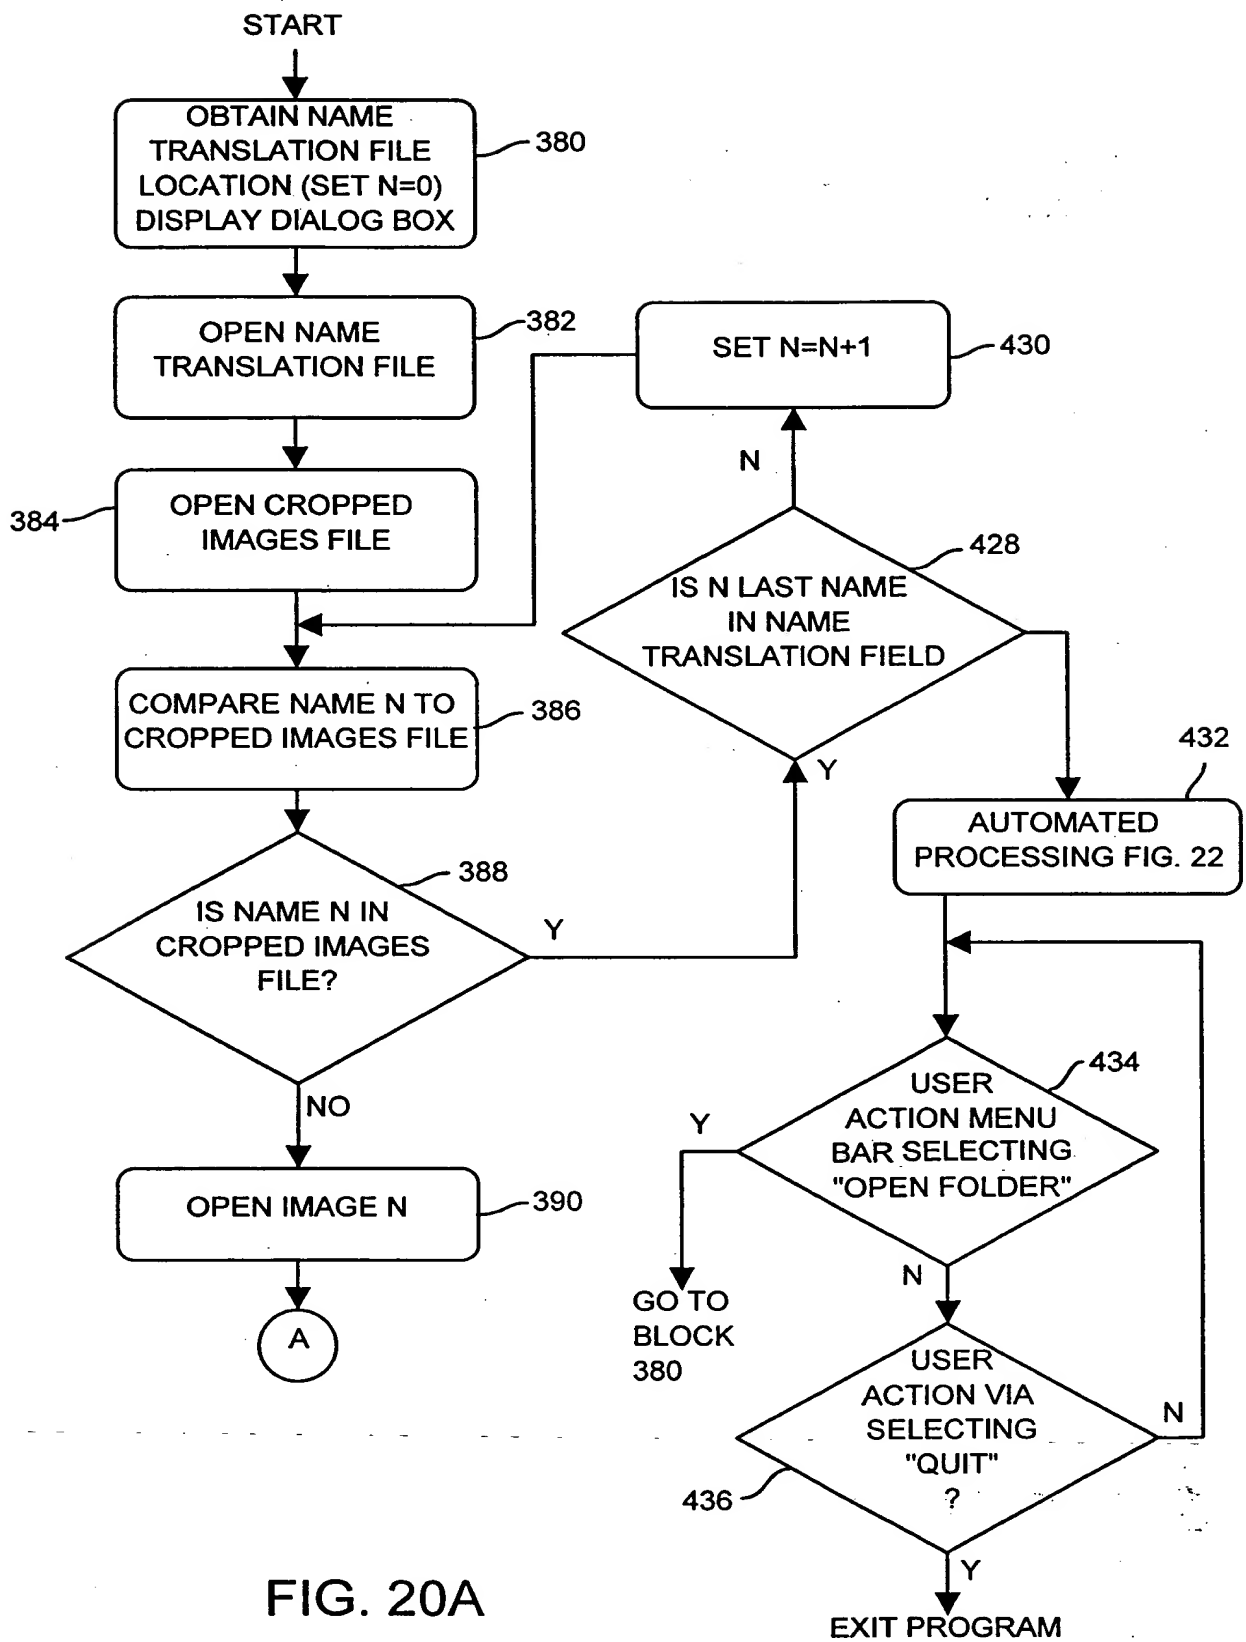 START
OBTAIN NAME
TRANSLATION FILE
LOCATION (SET N=0)
DISPLAY DIALOG BOX
380
OPEN NAME
TRANSLATION FILE
382
OPEN CROPPED
IMAGES FILE
384
COMPARE NAME N TO
CROPPED IMAGES FILE
386
IS NAME N IN
CROPPED IMAGES
FILE?
388
Y
NO
OPEN IMAGE N
390
A
SET N=N+1
430
N
IS N LAST NAME
IN NAME
TRANSLATION FIELD
428
Y
432
AUTOMATED
PROCESSING FIG. 22
USER
ACTION MENU
BAR SELECTING
"OPEN FOLDER"
434
Y
GO TO
BLOCK
380
N
USER
ACTION VIA
SELECTING
"QUIT"
?
436
N
Y
EXIT PROGRAM
FIG. 20A